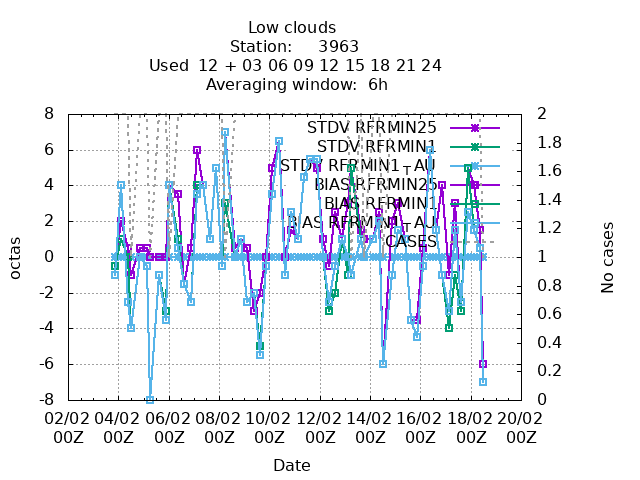 Low clouds
Station: 3963
Used 12 + 03 06 09 12 15 18 21 24
Averaging window: 6h
8
6
4
2
0
-2
-4
-6
-8
octas
STDV RFRMIN25
STDV RFRMIN1
STDV RFRMIN1_AU
BIAS RFRMIN25
BIAS RFRMIN1
BIAS RFRMIN1_AU
CASES
2
1.8
1.6
1.4
1.2
1
0.8
0.6
0.4
0.2
0
No cases
02/02 04/02 06/02 08/02 10/02 12/02 14/02 16/02 18/02 20/02
00Z 00Z 00Z 00Z 00Z 00Z 00Z 00Z 00Z 00Z
Date